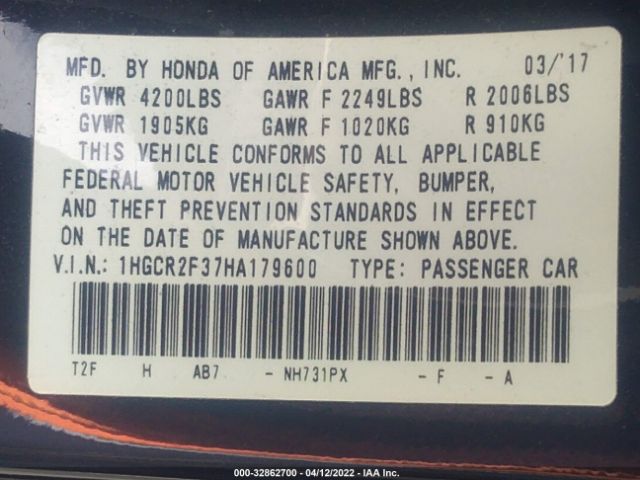 MFD. BY HONDA OF AMERICA MFG., INC. 03/'17
GVWR 4200LBS GAWR F 2249LBS R 2006LBS
GVWR 1905KG GAWR F 1020KG R 910KG
THIS VEHICLE CONFORMS TO ALL APPLICABLE
FEDERAL MOTOR VEHICLE SAFETY, BUMPER,
AND THEFT PREVENTION STANDARDS IN EFFECT
ON THE DATE OF MANUFACTURE SHOWN ABOVE.
V.I.N.: 1HGCR2F37HA179600 TYPE: PASSENGER CAR
T2F H AB7 - NH731PX - F - A
000-32862700 - 04/12/2022 - IAA Inc.